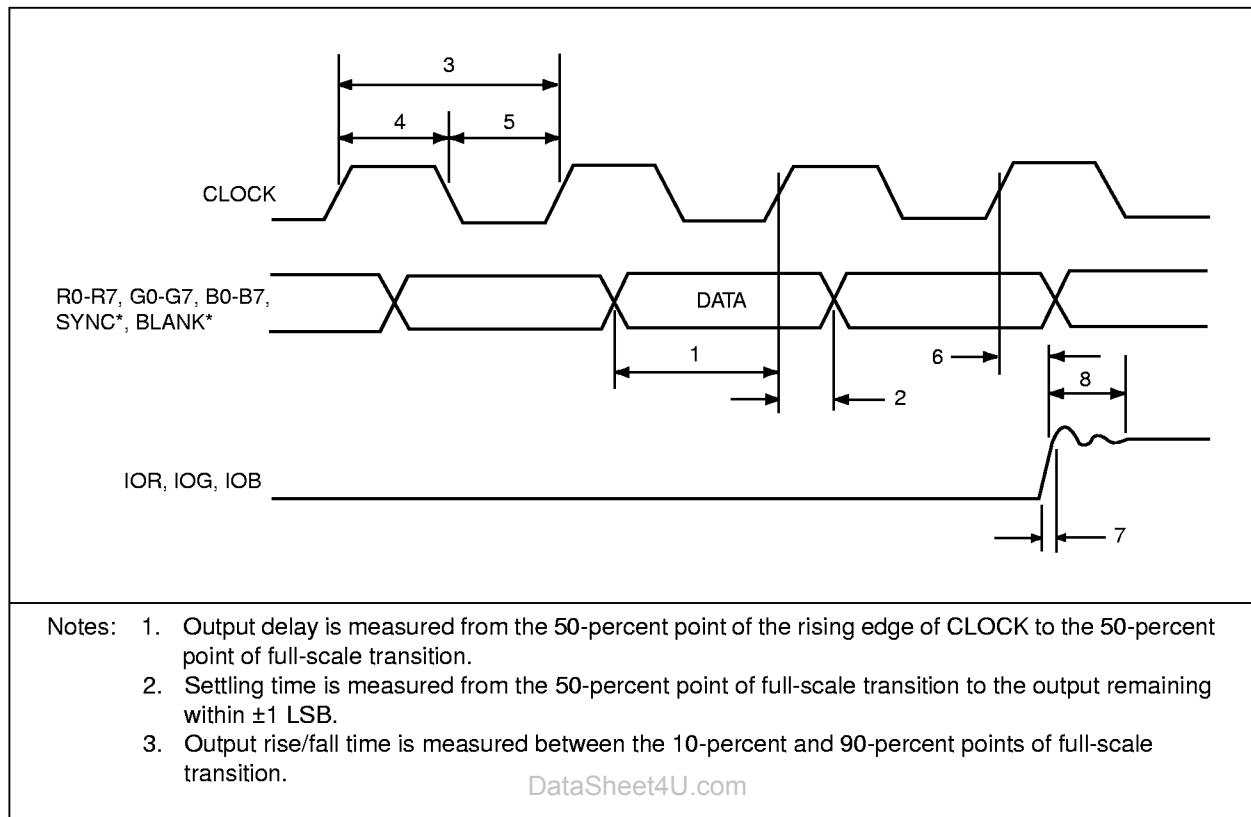 3
4 5
CLOCK
R0-R7, G0-G7, B0-B7,
SYNC*, BLANK*
DATA
1
6
8
2
IOR, IOG, IOB
7
Notes: 1. Output delay is measured from the 50-percent point of the rising edge of CLOCK to the 50-percent
point of full-scale transition.
2. Settling time is measured from the 50-percent point of full-scale transition to the output remaining
within ±1 LSB.
3. Output rise/fall time is measured between the 10-percent and 90-percent points of full-scale
transition.
DataSheet4U.com